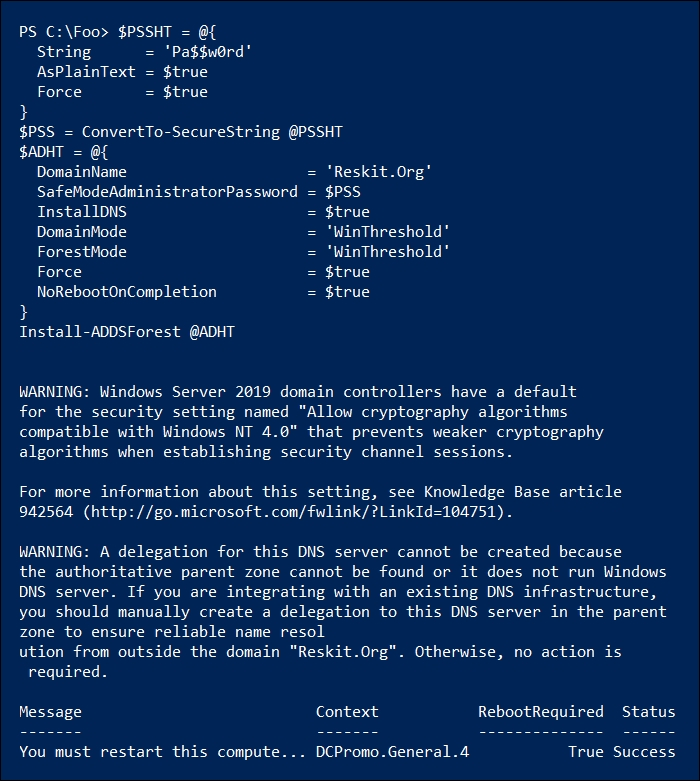 PS C:\Foo> $PSSHT = @{
  String      = 'Pa$$w0rd'
  AsPlainText = $true
  Force       = $true
}
$PSS = ConvertTo-SecureString @PSSHT
$ADHT = @{
  DomainName                    = 'Reskit.Org'
  SafeModeAdministratorPassword = $PSS
  InstallDNS                    = $true
  DomainMode                    = 'WinThreshold'
  ForestMode                    = 'WinThreshold'
  Force                         = $true
  NoRebootOnCompletion          = $true
}
Install-ADDSForest @ADHT
WARNING: Windows Server 2019 domain controllers have a default
for the security setting named "Allow cryptography algorithms
compatible with Windows NT 4.0" that prevents weaker cryptography
algorithms when establishing security channel sessions.
For more information about this setting, see Knowledge Base article
942564 (http://go.microsoft.com/fwlink/?LinkId=104751).
WARNING: A delegation for this DNS server cannot be created because
the authoritative parent zone cannot be found or it does not run Windows
DNS server. If you are integrating with an existing DNS infrastructure,
you should manually create a delegation to this DNS server in the parent
zone to ensure reliable name resol
ution from outside the domain "Reskit.Org". Otherwise, no action is
 required.
Message                       Context          RebootRequired  Status
-------                       -------          --------------  ------
You must restart this compute... DCPromo.General.4          True Success